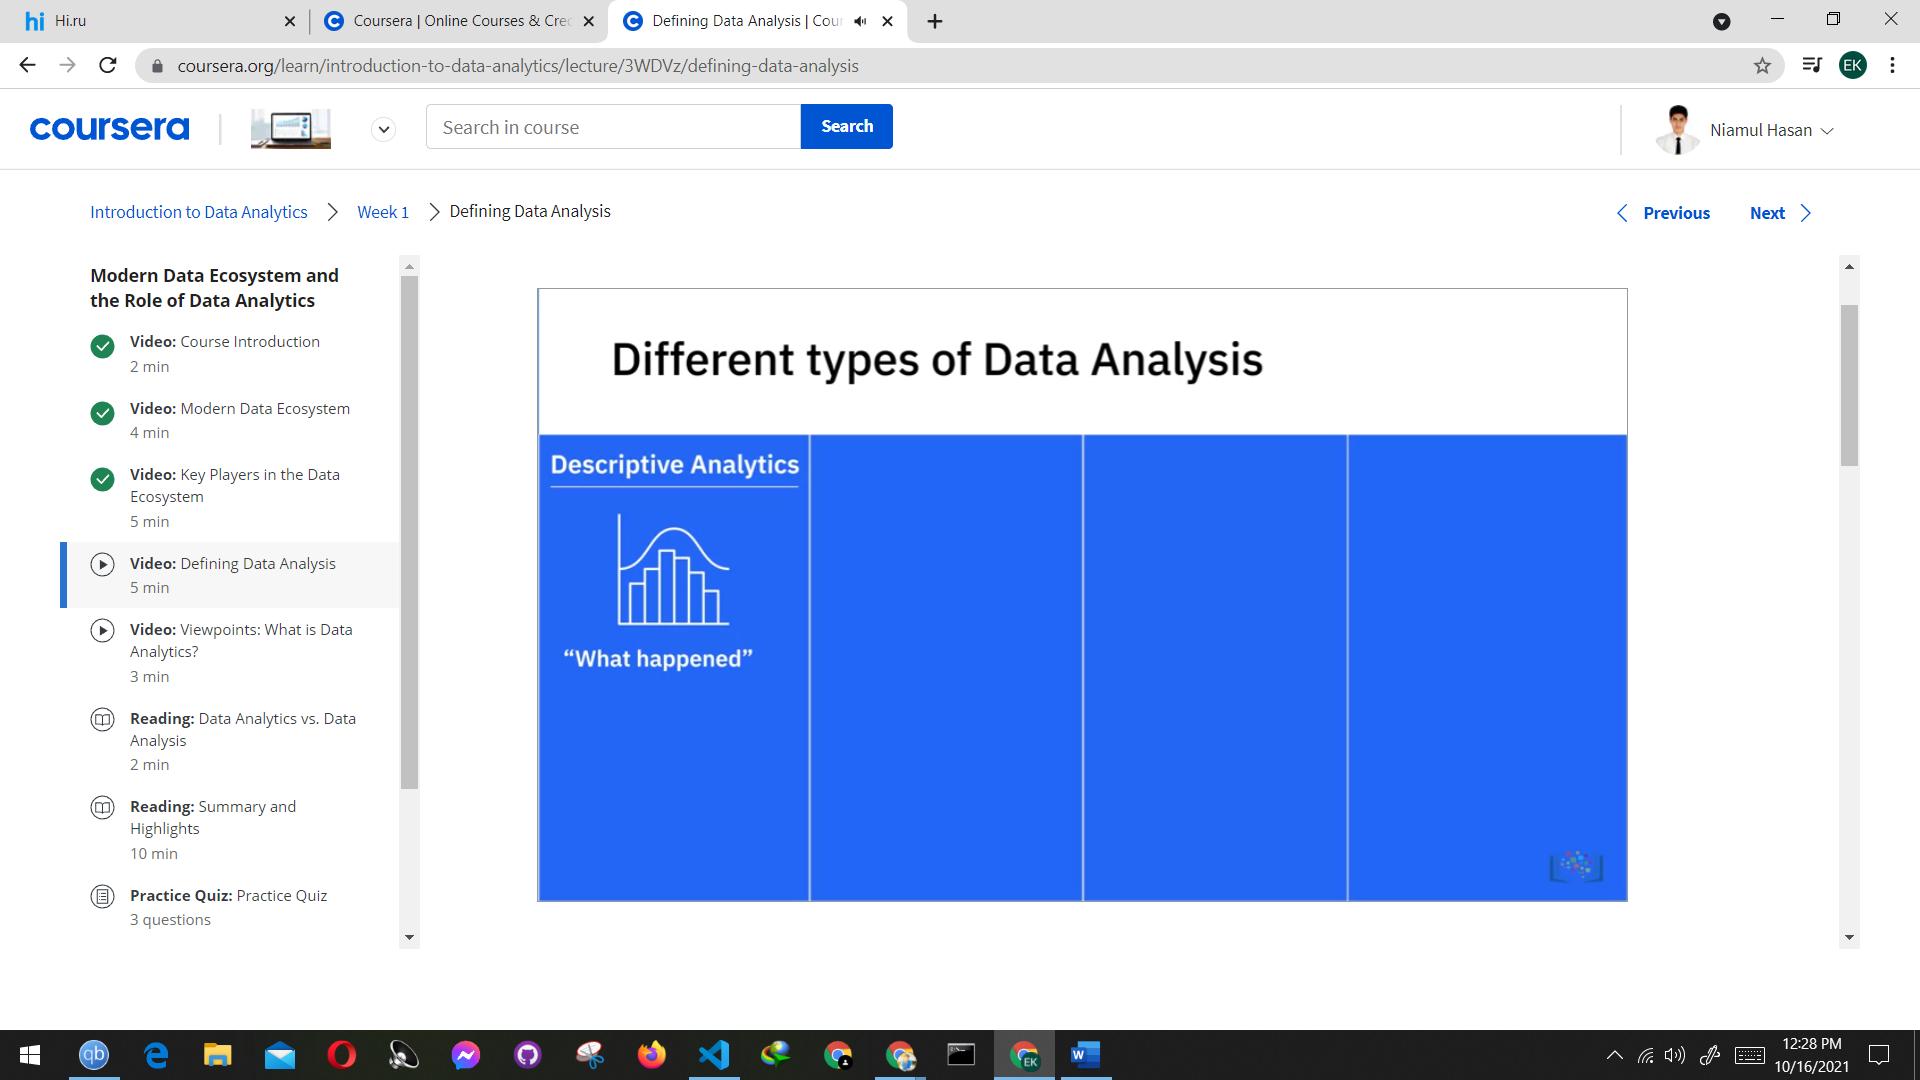 Hi.ru
Coursera | Online Courses & Cre
Defining Data Analysis | Cou
coursera.org/learn/introduction-to-data-analytics/lecture/3WDVz/defining-data-analysis
EK
coursera
Search in course
Search
Niamul Hasan
Introduction to Data Analytics
Week 1
Defining Data Analysis
Previous
Next
Modern Data Ecosystem and
the Role of Data Analytics
Video: Course Introduction
2 min
Video: Modern Data Ecosystem
4 min
Video: Key Players in the Data
Ecosystem
5 min
Video: Defining Data Analysis
5 min
Video: Viewpoints: What is Data
Analytics?
3 min
Reading: Data Analytics vs. Data
Analysis
2 min
Reading: Summary and
Highlights
10 min
Practice Quiz: Practice Quiz
3 questions
Different types of Data Analysis
Descriptive Analytics
“What happened”
12:28 PM
10/16/2021